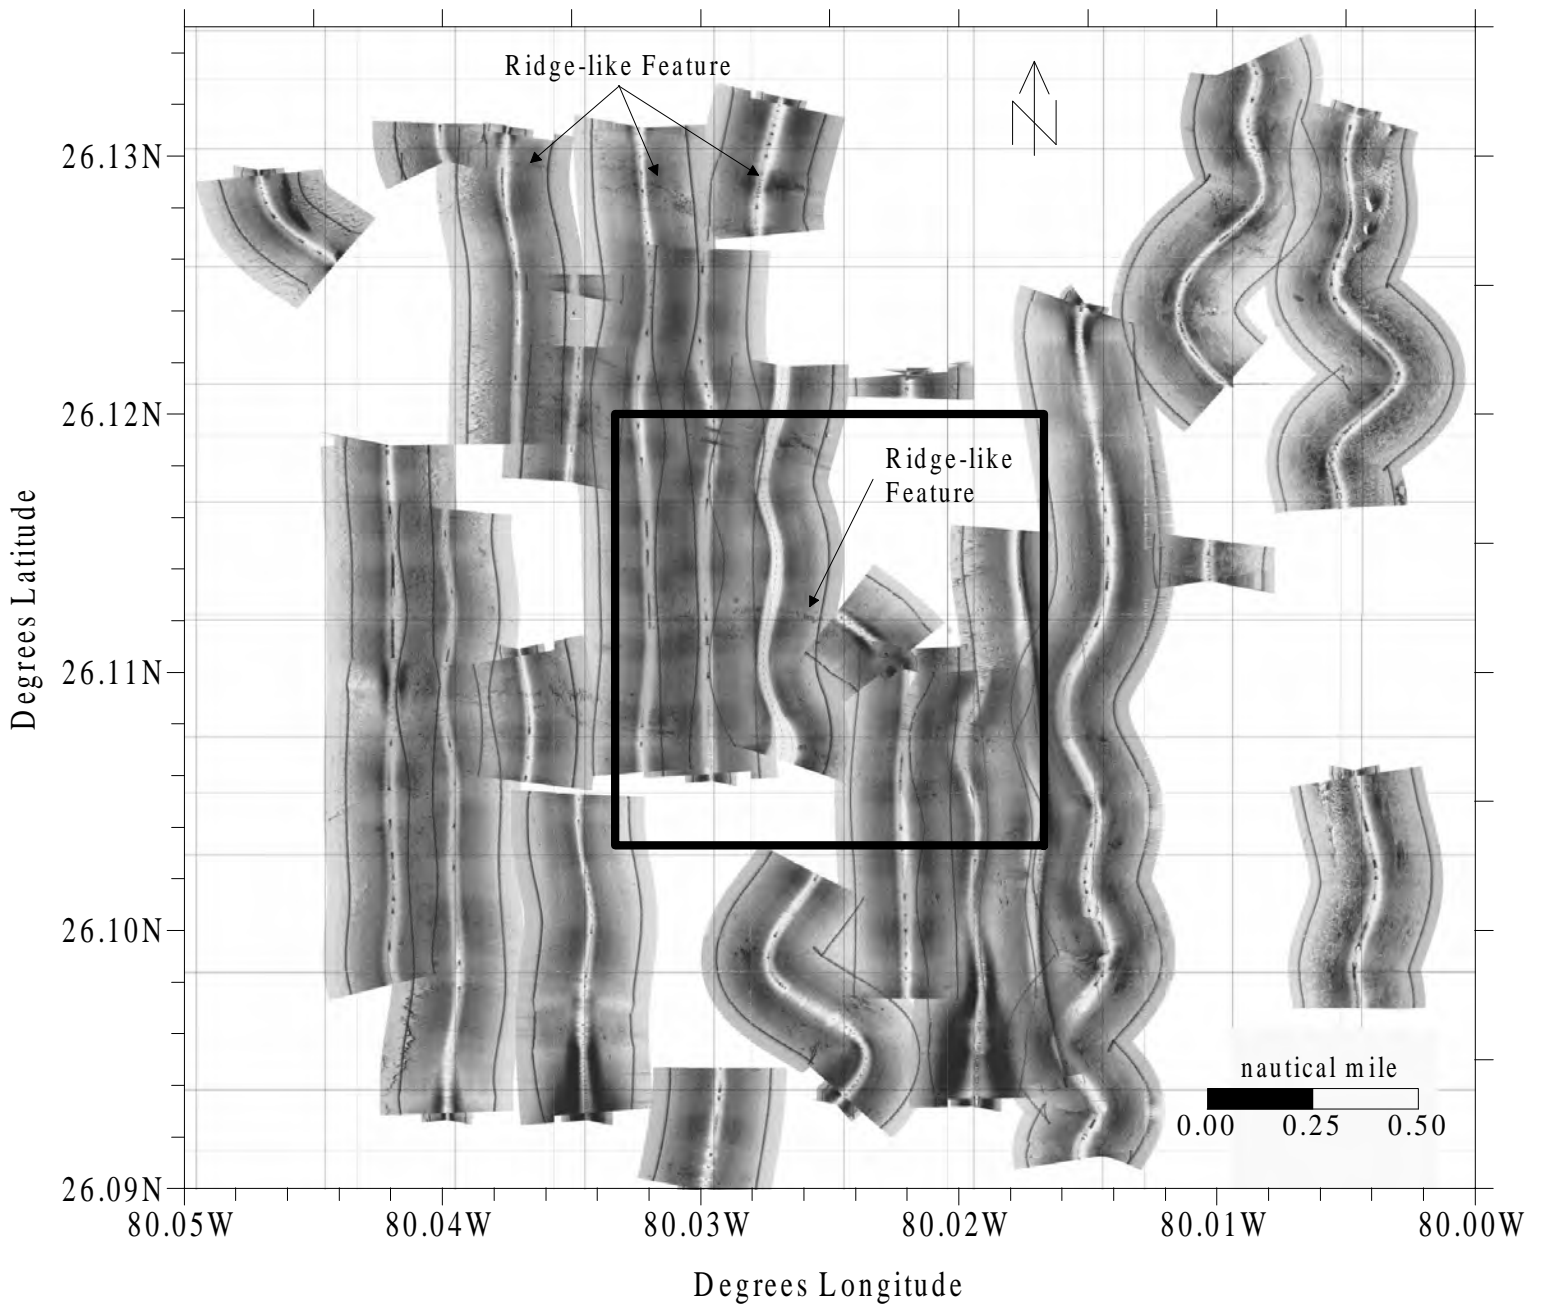 Ridge-like Feature
N
26.13N
26.12N
Ridge-like
Feature
Degrees Latitude
26.11N
26.10N
nautical mile
0.00 0.25 0.50
26.09N
80.05W 80.04W 80.03W 80.02W 80.01W 80.00W
Degrees Longitude